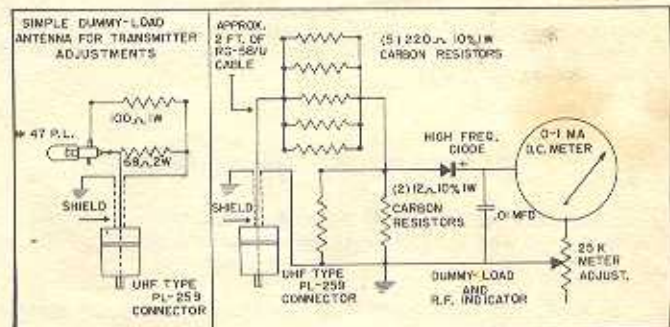 SIMPLE DUMMY-LOAD
ANTENNA FOR TRANSMITTER
ADJUSTMENTS
100Ω 1W
# 47 P.L.
68Ω 2W
SHIELD
UHF TYPE
PL-259
CONNECTOR
APPROX.
2 FT. OF
RG-58/U
CABLE
(5) 220Ω 10% 1W
CARBON RESISTORS
HIGH FREQ.
DIODE
0-1 MA
D.C. METER
(2) 12Ω 10% 1W
CARBON
RESISTORS
.01 MFD
SHIELD
25K
METER
ADJUST.
UHF TYPE
PL-259
CONNECTOR
DUMMY-LOAD
AND
R.F. INDICATOR